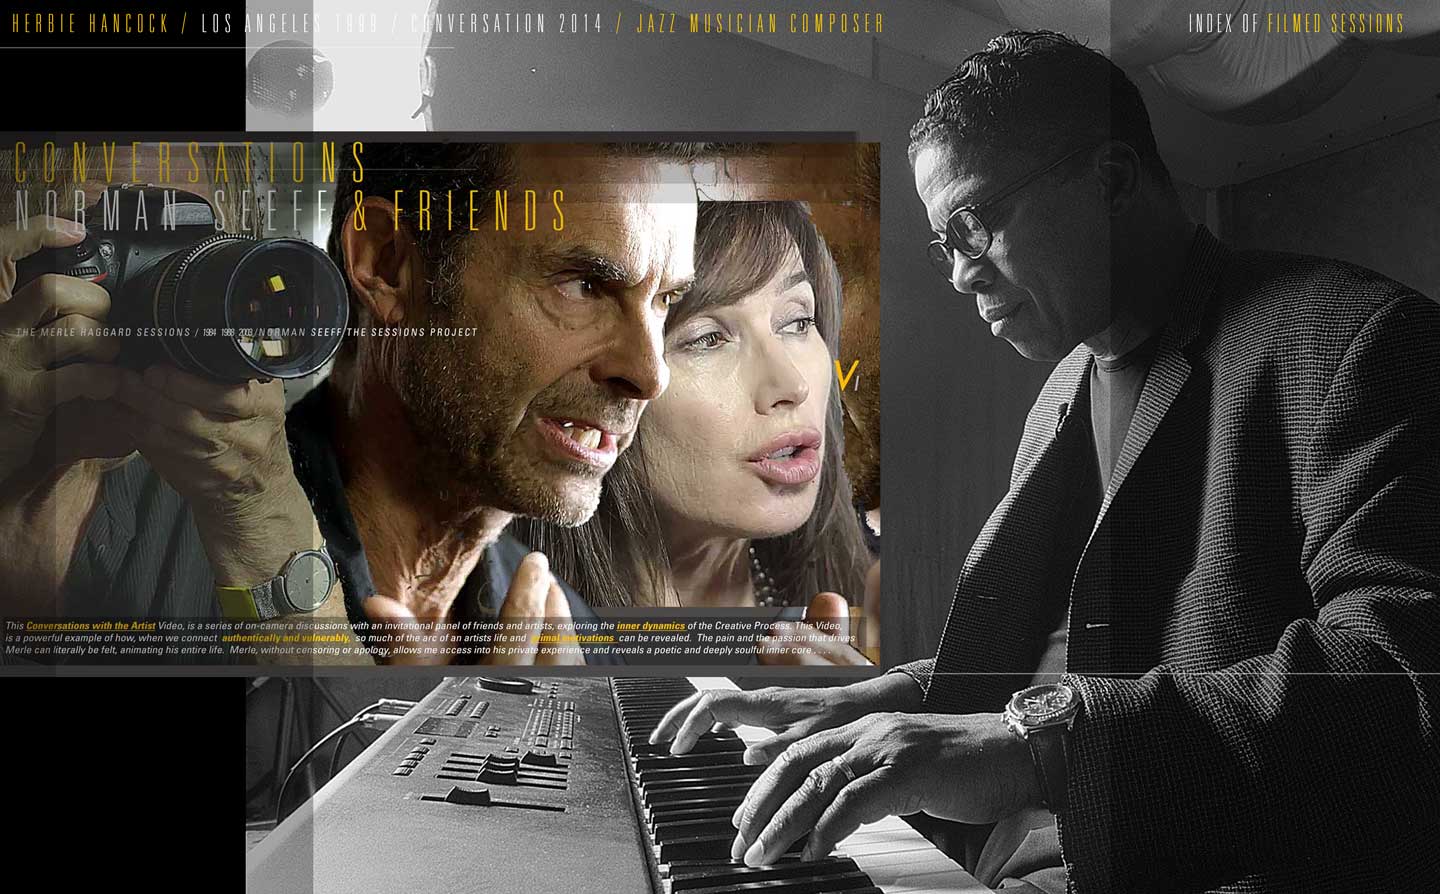 HERBIE HANCOCK / LOS ANGELES 1999 / CONVERSATION 2014 / JAZZ MUSICIAN COMPOSER
INDEX OF FILMED SESSIONS
CONVERSATIONS
NORMAN SEEFF & FRIENDS
THE MERLE HAGGARD SESSIONS / NORMAN SEEFF THE SESSIONS PROJECT
This Conversations with the Artist Video, is a series of on-camera discussions with an invitational panel of friends and artists, exploring the inner dynamics of the Creative Process. This Video,
is a powerful example of how, when we connect authentically and vulnerably, so much of the arc of an artists life and primal motivations can be revealed. The pain and the passion that drives
Merle can literally be felt, animating his entire life. Merle, without censoring or apology, allows me access into his private experience and reveals a poetic and deeply soulful inner core . . . .